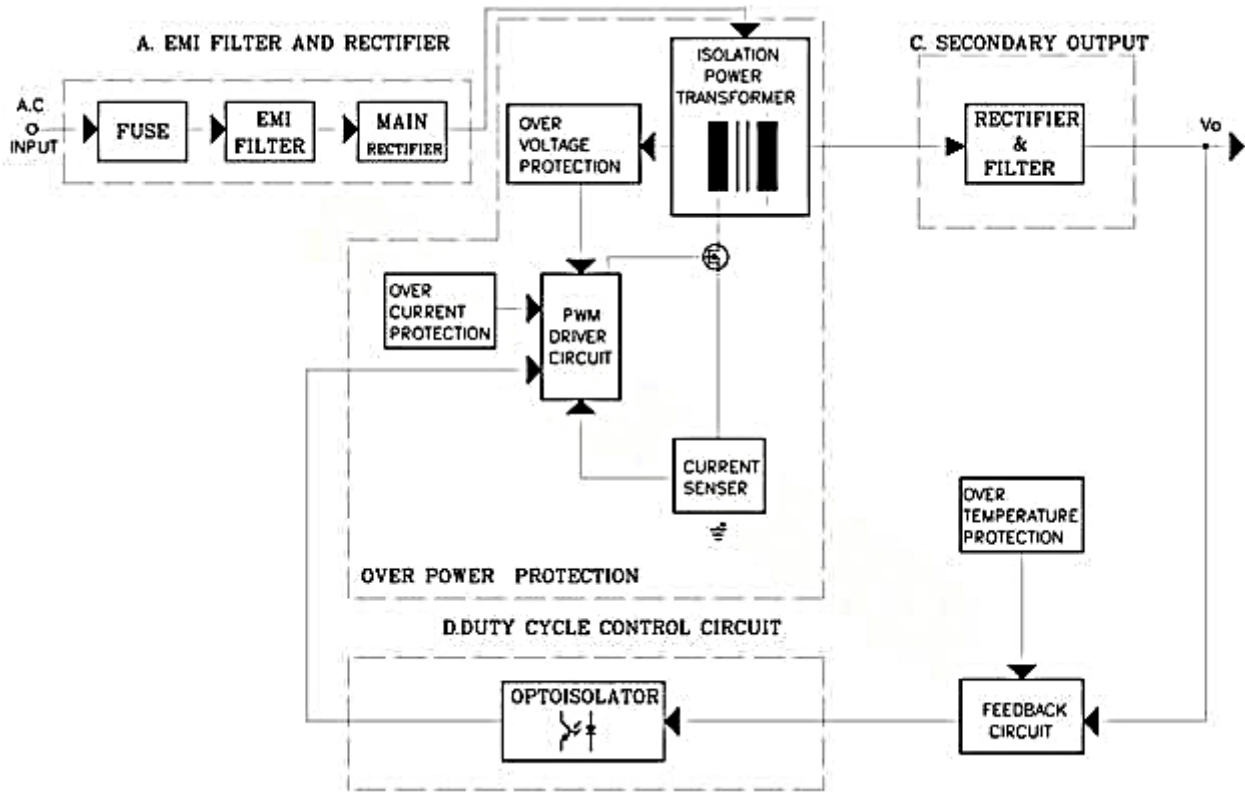 A. EMI FILTER AND RECTIFIER
A.C
INPUT
FUSE
EMI
FILTER
MAIN
RECTIFIER
OVER
VOLTAGE
PROTECTION
ISOLATION
POWER
TRANSFORMER
C. SECONDARY OUTPUT
RECTIFIER
&
FILTER
Vo
OVER
CURRENT
PROTECTION
PWM
DRIVER
CIRCUIT
CURRENT
SENSER
OVER
TEMPERATURE
PROTECTION
OVER POWER PROTECTION
D.DUTY CYCLE CONTROL CIRCUIT
OPTOISOLATOR
FEEDBACK
CIRCUIT